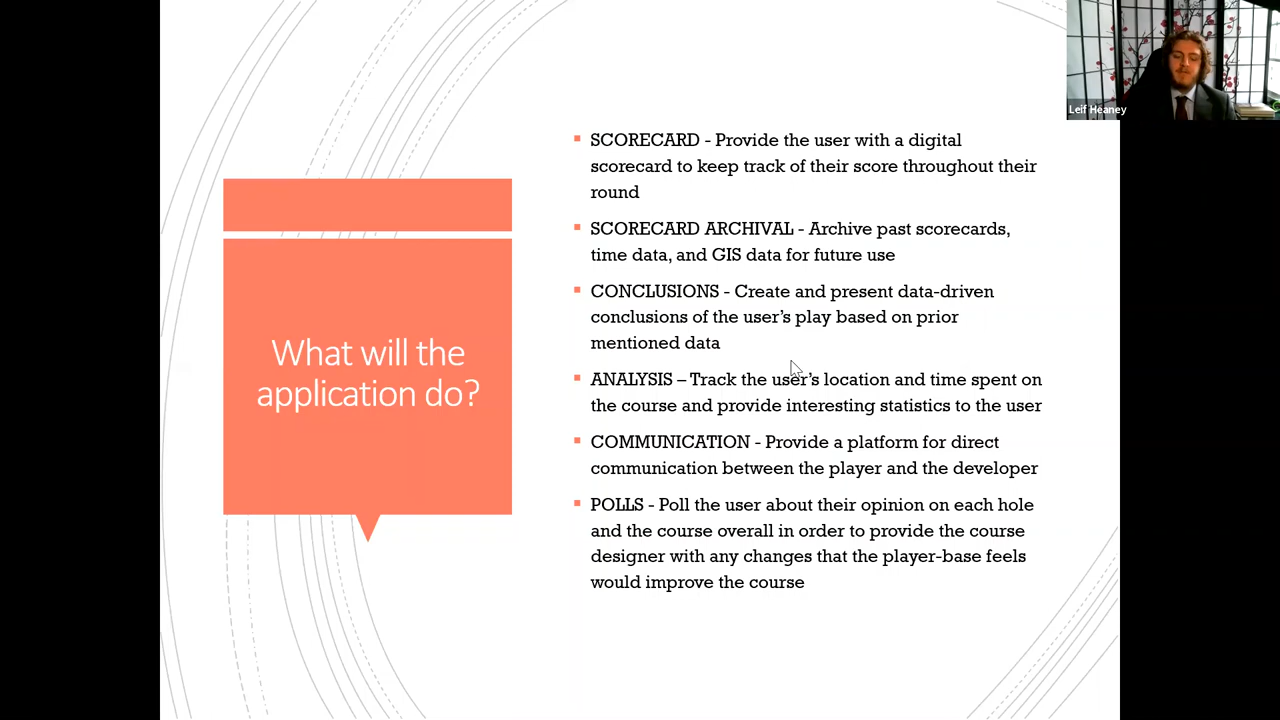 Leif Heaney
What will the
application do?
▪ SCORECARD - Provide the user with a digital
scorecard to keep track of their score throughout their
round
▪ SCORECARD ARCHIVAL - Archive past scorecards,
time data, and GIS data for future use
▪ CONCLUSIONS - Create and present data-driven
conclusions of the user's play based on prior
mentioned data
▪ ANALYSIS – Track the user's location and time spent on
the course and provide interesting statistics to the user
▪ COMMUNICATION - Provide a platform for direct
communication between the player and the developer
▪ POLLS - Poll the user about their opinion on each hole
and the course overall in order to provide the course
designer with any changes that the player-base feels
would improve the course